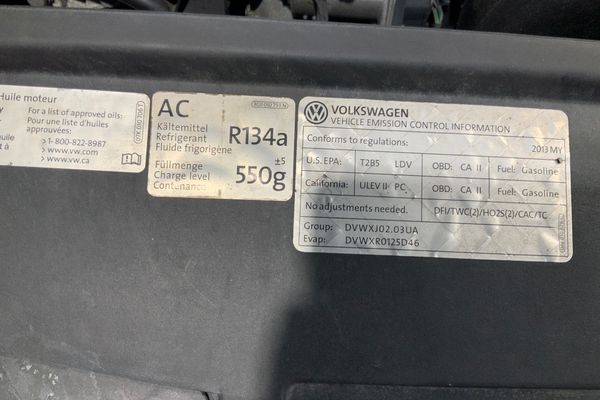 Huile moteur
For a list of approved oils:
Pour une liste d'huiles
approuvées:
>1-800-822-8987
>www.vw.com
>www.vw.ca
AC
Kältemittel
Refrigerant
Fluide frigorigène
R134a
Füllmenge
Charge level
Contenance
±5
550g
VOLKSWAGEN
VEHICLE EMISSION CONTROL INFORMATION
Conforms to regulations: 2013 MY
U.S. EPA: T2B5 LDV OBD: CA II Fuel: Gasoline
California: ULEV II PC OBD: CA II Fuel: Gasoline
No adjustments needed. DFI/TWC(2)/HO2S(2)/CAC/TC
Group: DVWXJ02.03UA
Evap: DVWXR0125D46